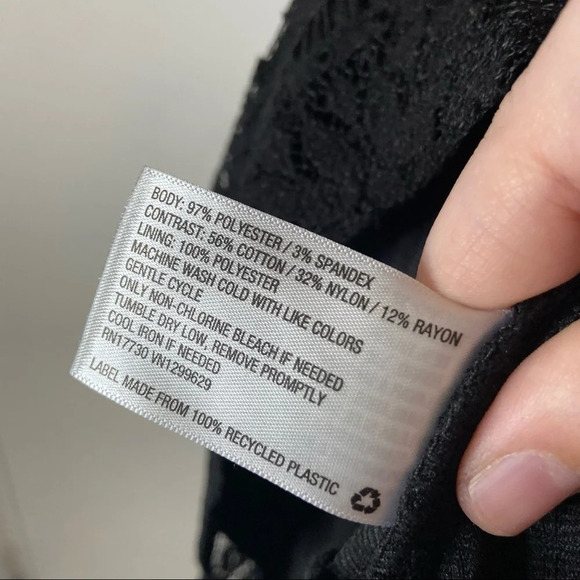 BODY: 97% POLYESTER / 3% SPANDEX
CONTRAST: 56% COTTON / 32% NYLON / 12% RAYON
LINING: 100% POLYESTER
MACHINE WASH COLD WITH LIKE COLORS
GENTLE CYCLE
ONLY NON-CHLORINE BLEACH IF NEEDED
TUMBLE DRY LOW, REMOVE PROMPTLY
COOL IRON IF NEEDED
RN17730 VN1299629
LABEL MADE FROM 100% RECYCLED PLASTIC